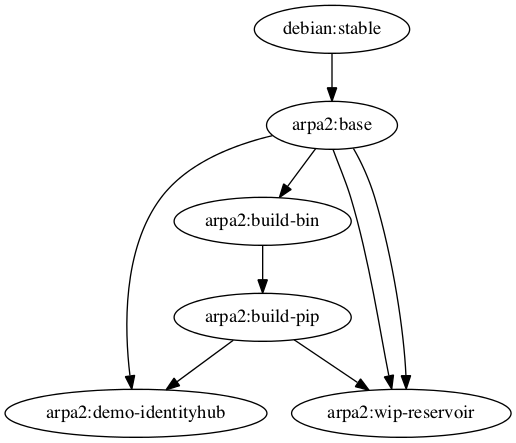 debian:stable
arpa2:base
arpa2:build-bin
arpa2:build-pip
arpa2:demo-identityhub
arpa2:wip-reservoir